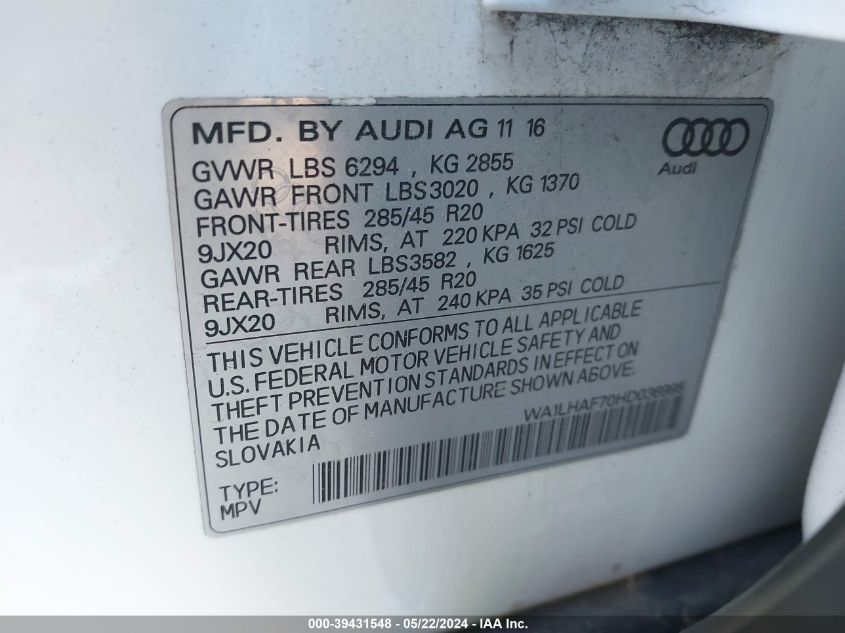 MFD. BY AUDI AG 11 16
Audi
GVWR LBS 6294 , KG 2855
GAWR FRONT LBS3020 , KG 1370
FRONT-TIRES 285/45 R20
9JX20 RIMS, AT 220 KPA 32 PSI COLD
GAWR REAR LBS3582 , KG 1625
REAR-TIRES 285/45 R20
9JX20 RIMS, AT 240 KPA 35 PSI COLD
THIS VEHICLE CONFORMS TO ALL APPLICABLE
U.S. FEDERAL MOTOR VEHICLE SAFETY AND
THEFT PREVENTION STANDARDS IN EFFECT ON
THE DATE OF MANUFACTURE SHOWN ABOVE.
SLOVAKIA
TYPE:
MPV
000-39431548 - 05/22/2024 - IAA Inc.